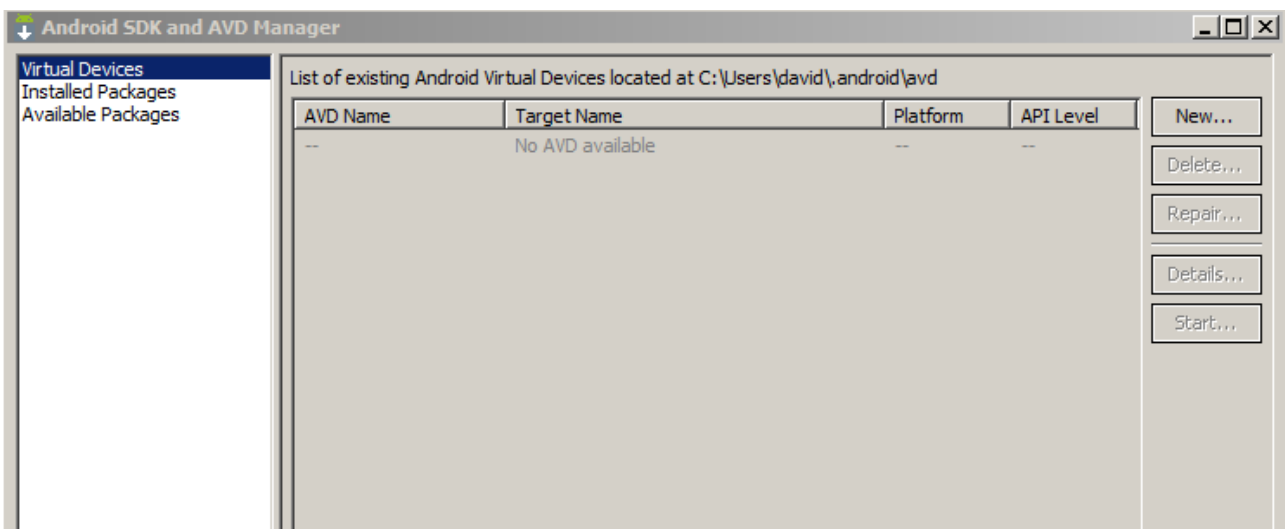 Android SDK and AVD Manager
Virtual Devices
Installed Packages
Available Packages
List of existing Android Virtual Devices located at C:\Users\david\.android\avd
AVD Name Target Name Platform API Level
-- No AVD available -- --
New...
Delete...
Repair...
Details...
Start...